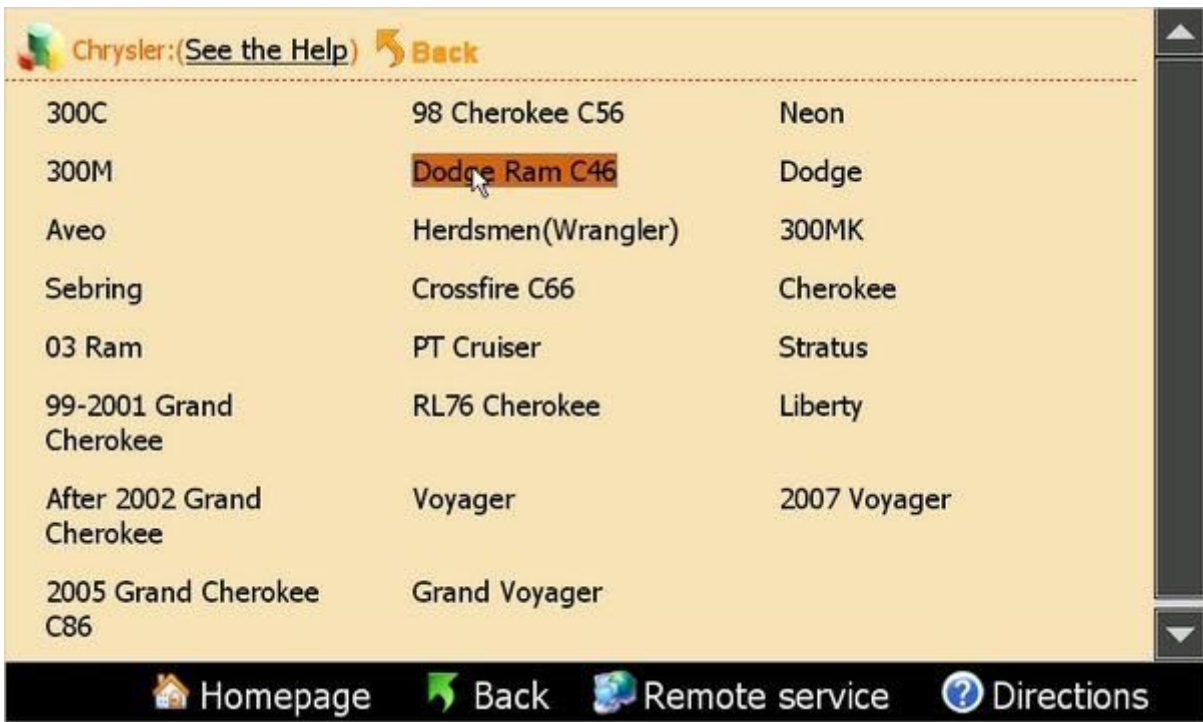 Chrysler:(See the Help) Back
300C 98 Cherokee C56 Neon
300M Dodge Ram C46 Dodge
Aveo Herdsmen(Wrangler) 300MK
Sebring Crossfire C66 Cherokee
03 Ram PT Cruiser Stratus
99-2001 Grand RL76 Cherokee Liberty
Cherokee
After 2002 Grand Voyager 2007 Voyager
Cherokee
2005 Grand Cherokee Grand Voyager
C86
Homepage Back Remote service Directions